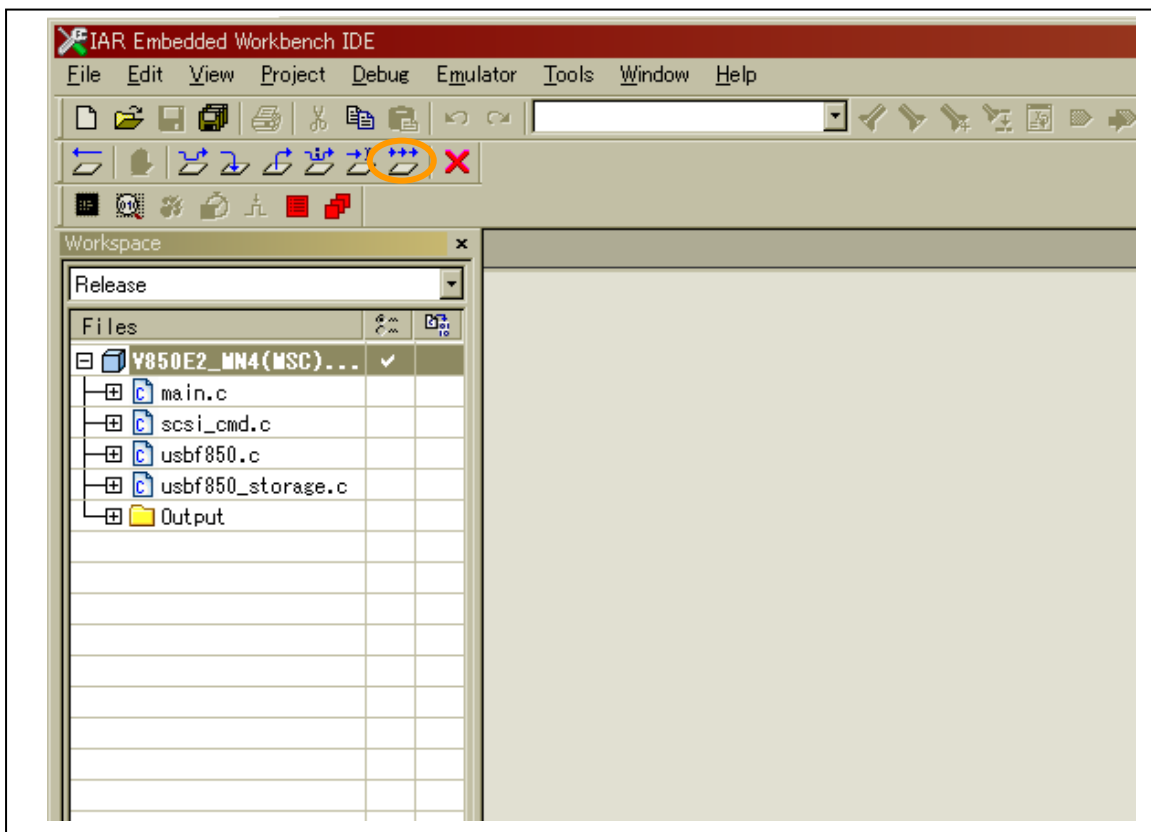 IAR Embedded Workbench IDE
File Edit View Project Debug Emulator Tools Window Help
Workspace
Release
Files
V850E2_MN4(MSC)...
main.c
scsi_cmd.c
usbf850.c
usbf850_storage.c
Output